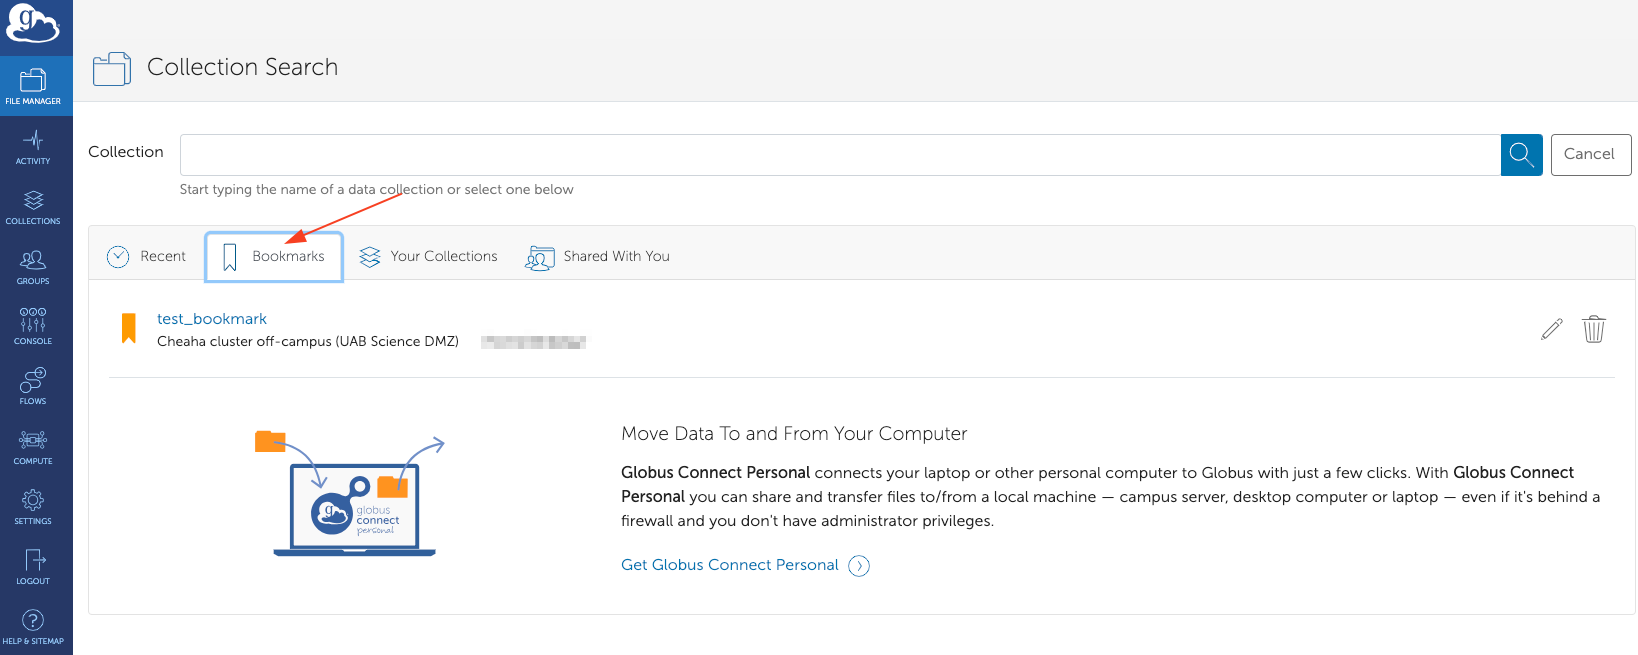 g
FILE MANAGER
ACTIVITY
COLLECTIONS
GROUPS
CONSOLE
FLOWS
COMPUTE
SETTINGS
LOGOUT
?
HELP & SITEMAP
Collection Search
Collection
Cancel
Start typing the name of a data collection or select one below
Recent
Bookmarks
Your Collections
Shared With You
test_bookmark
Cheaha cluster off-campus (UAB Science DMZ)
g
globus
connect
personal
Move Data To and From Your Computer
Globus Connect Personal connects your laptop or other personal computer to Globus with just a few clicks. With Globus Connect
Personal you can share and transfer files to/from a local machine — campus server, desktop computer or laptop — even if it's behind a
firewall and you don't have administrator privileges.
Get Globus Connect Personal